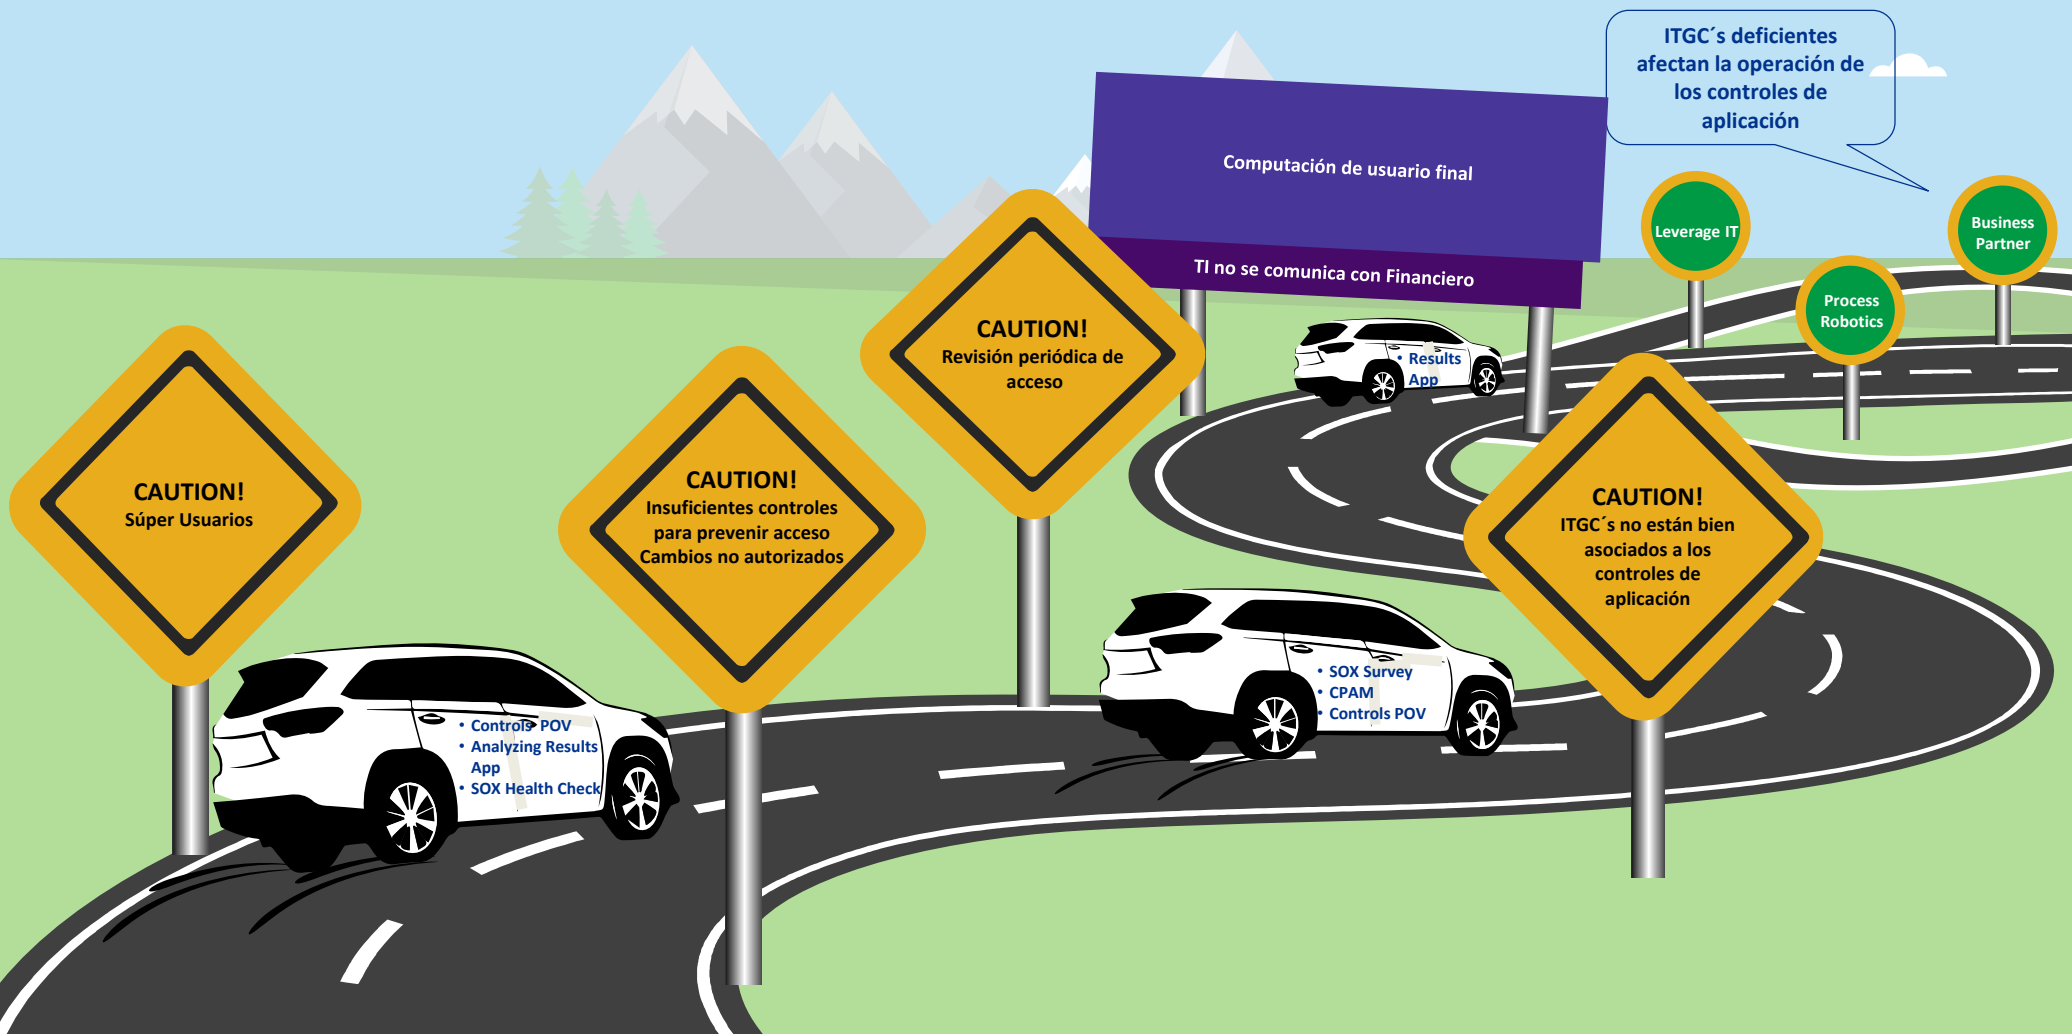 ITGC´s deficientes
afectan la operación de
los controles de
aplicación
Computación de usuario final
TI no se comunica con Financiero
Leverage IT
Business
Partner
Process
Robotics
CAUTION!
Revisión periódica de
acceso
• Results
App
CAUTION!
Súper Usuarios
CAUTION!
Insuficientes controles
para prevenir acceso
Cambios no autorizados
CAUTION!
ITGC´s no están bien
asociados a los
controles de
aplicación
• Controls POV
• Analyzing Results
App
• SOX Health Check
• SOX Survey
• CPAM
• Controls POV